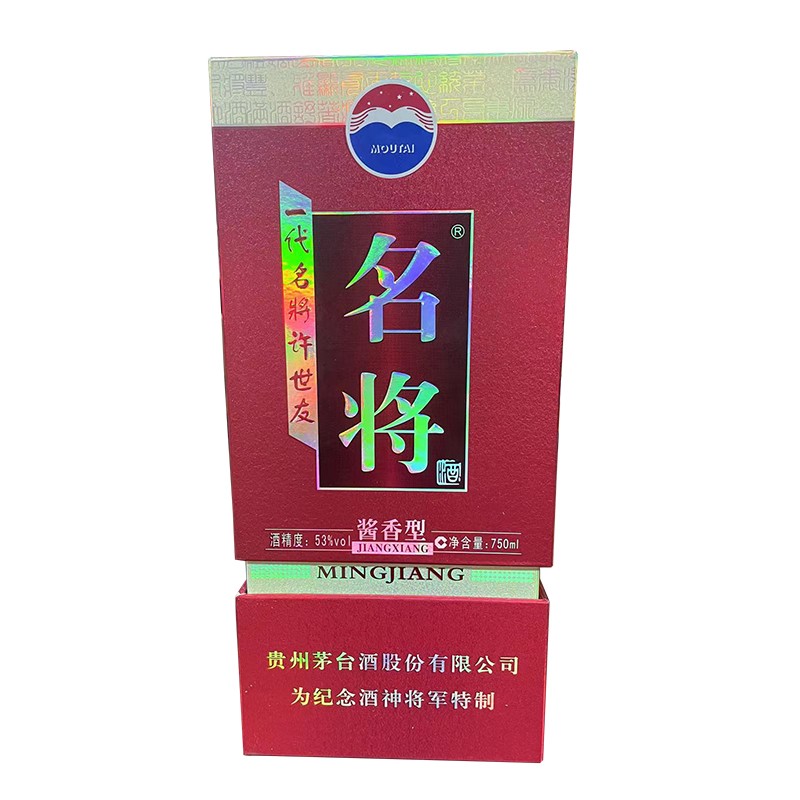 MOUTAI
一代名將许世友
名将
®
酒
酱香型
酒精度：53%vol
JIANGXIANG
净含量:750ml
MINGJIANG
贵州茅台酒股份有限公司
为纪念酒神将军特制